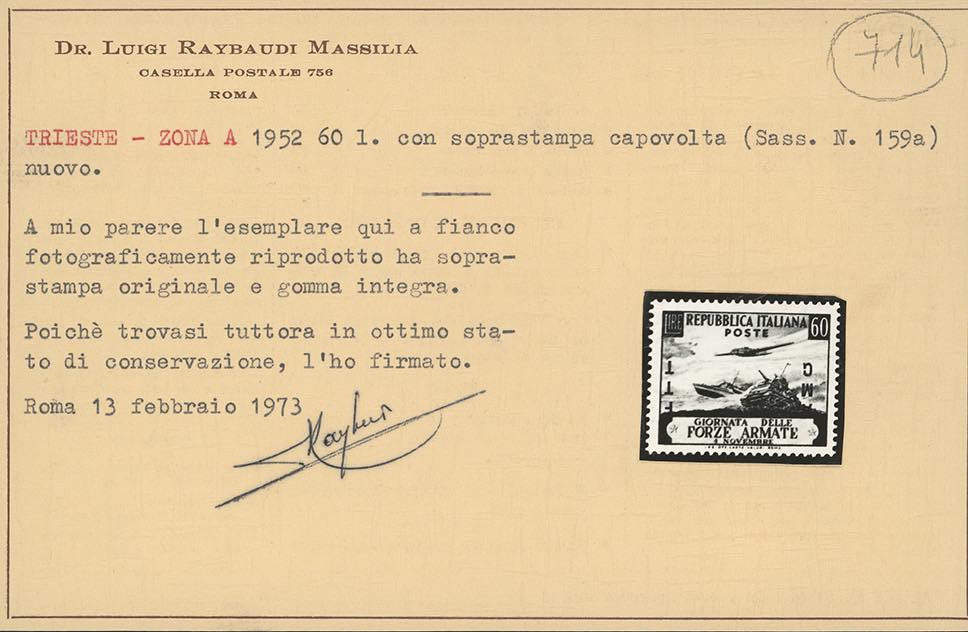 DR. LUIGI RAYBAUDI MASSILIA
CASELLA POSTALE 756
ROMA
714
TRIESTE - ZONA A 1952 60 l. con soprastampa capovolta (Sass. N. 159a)
nuovo.
A mio parere l'esemplare qui a fianco
fotograficamente riprodotto ha sopra-
stampa originale e gomma integra.
Poichè trovasi tuttora in ottimo sta-
to di conservazione, l'ho firmato.
Roma 13 febbraio 1973
LIRE REPUBBLICA ITALIANA 60
POSTE
AMG
FTT
GIORNATA DELLE
FORZE ARMATE
4 NOVEMBRE